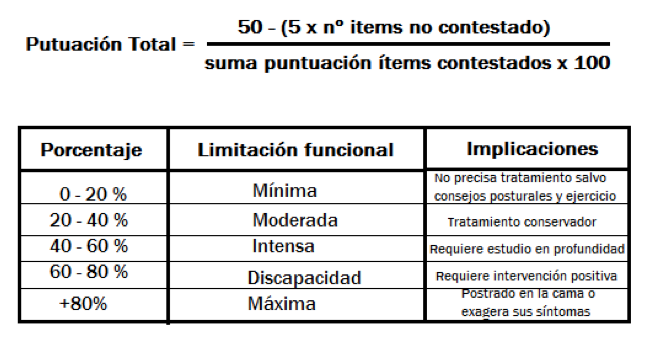 50 - (5 x nº items no contestado)
Putuación Total =
suma puntuación ítems contestados x 100
Porcentaje Limitación funcional Implicaciones
0 - 20 % Mínima No precisa tratamiento salvo
consejos posturales y ejercicio
20 - 40 % Moderada Tratamiento conservador
40 - 60 % Intensa Requiere estudio en profundidad
60 - 80 % Discapacidad Requiere intervención positiva
+80% Máxima Postrado en la cama o
exagera sus síntomas